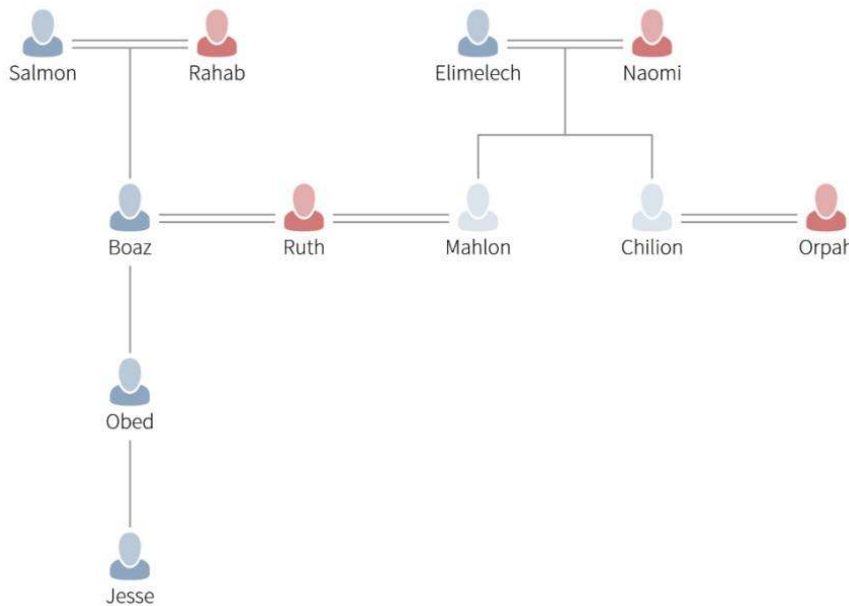 Salmon
Rahab
Elimelech
Naomi
Boaz
Ruth
Mahlon
Chilion
Orpah
Obed
Jesse